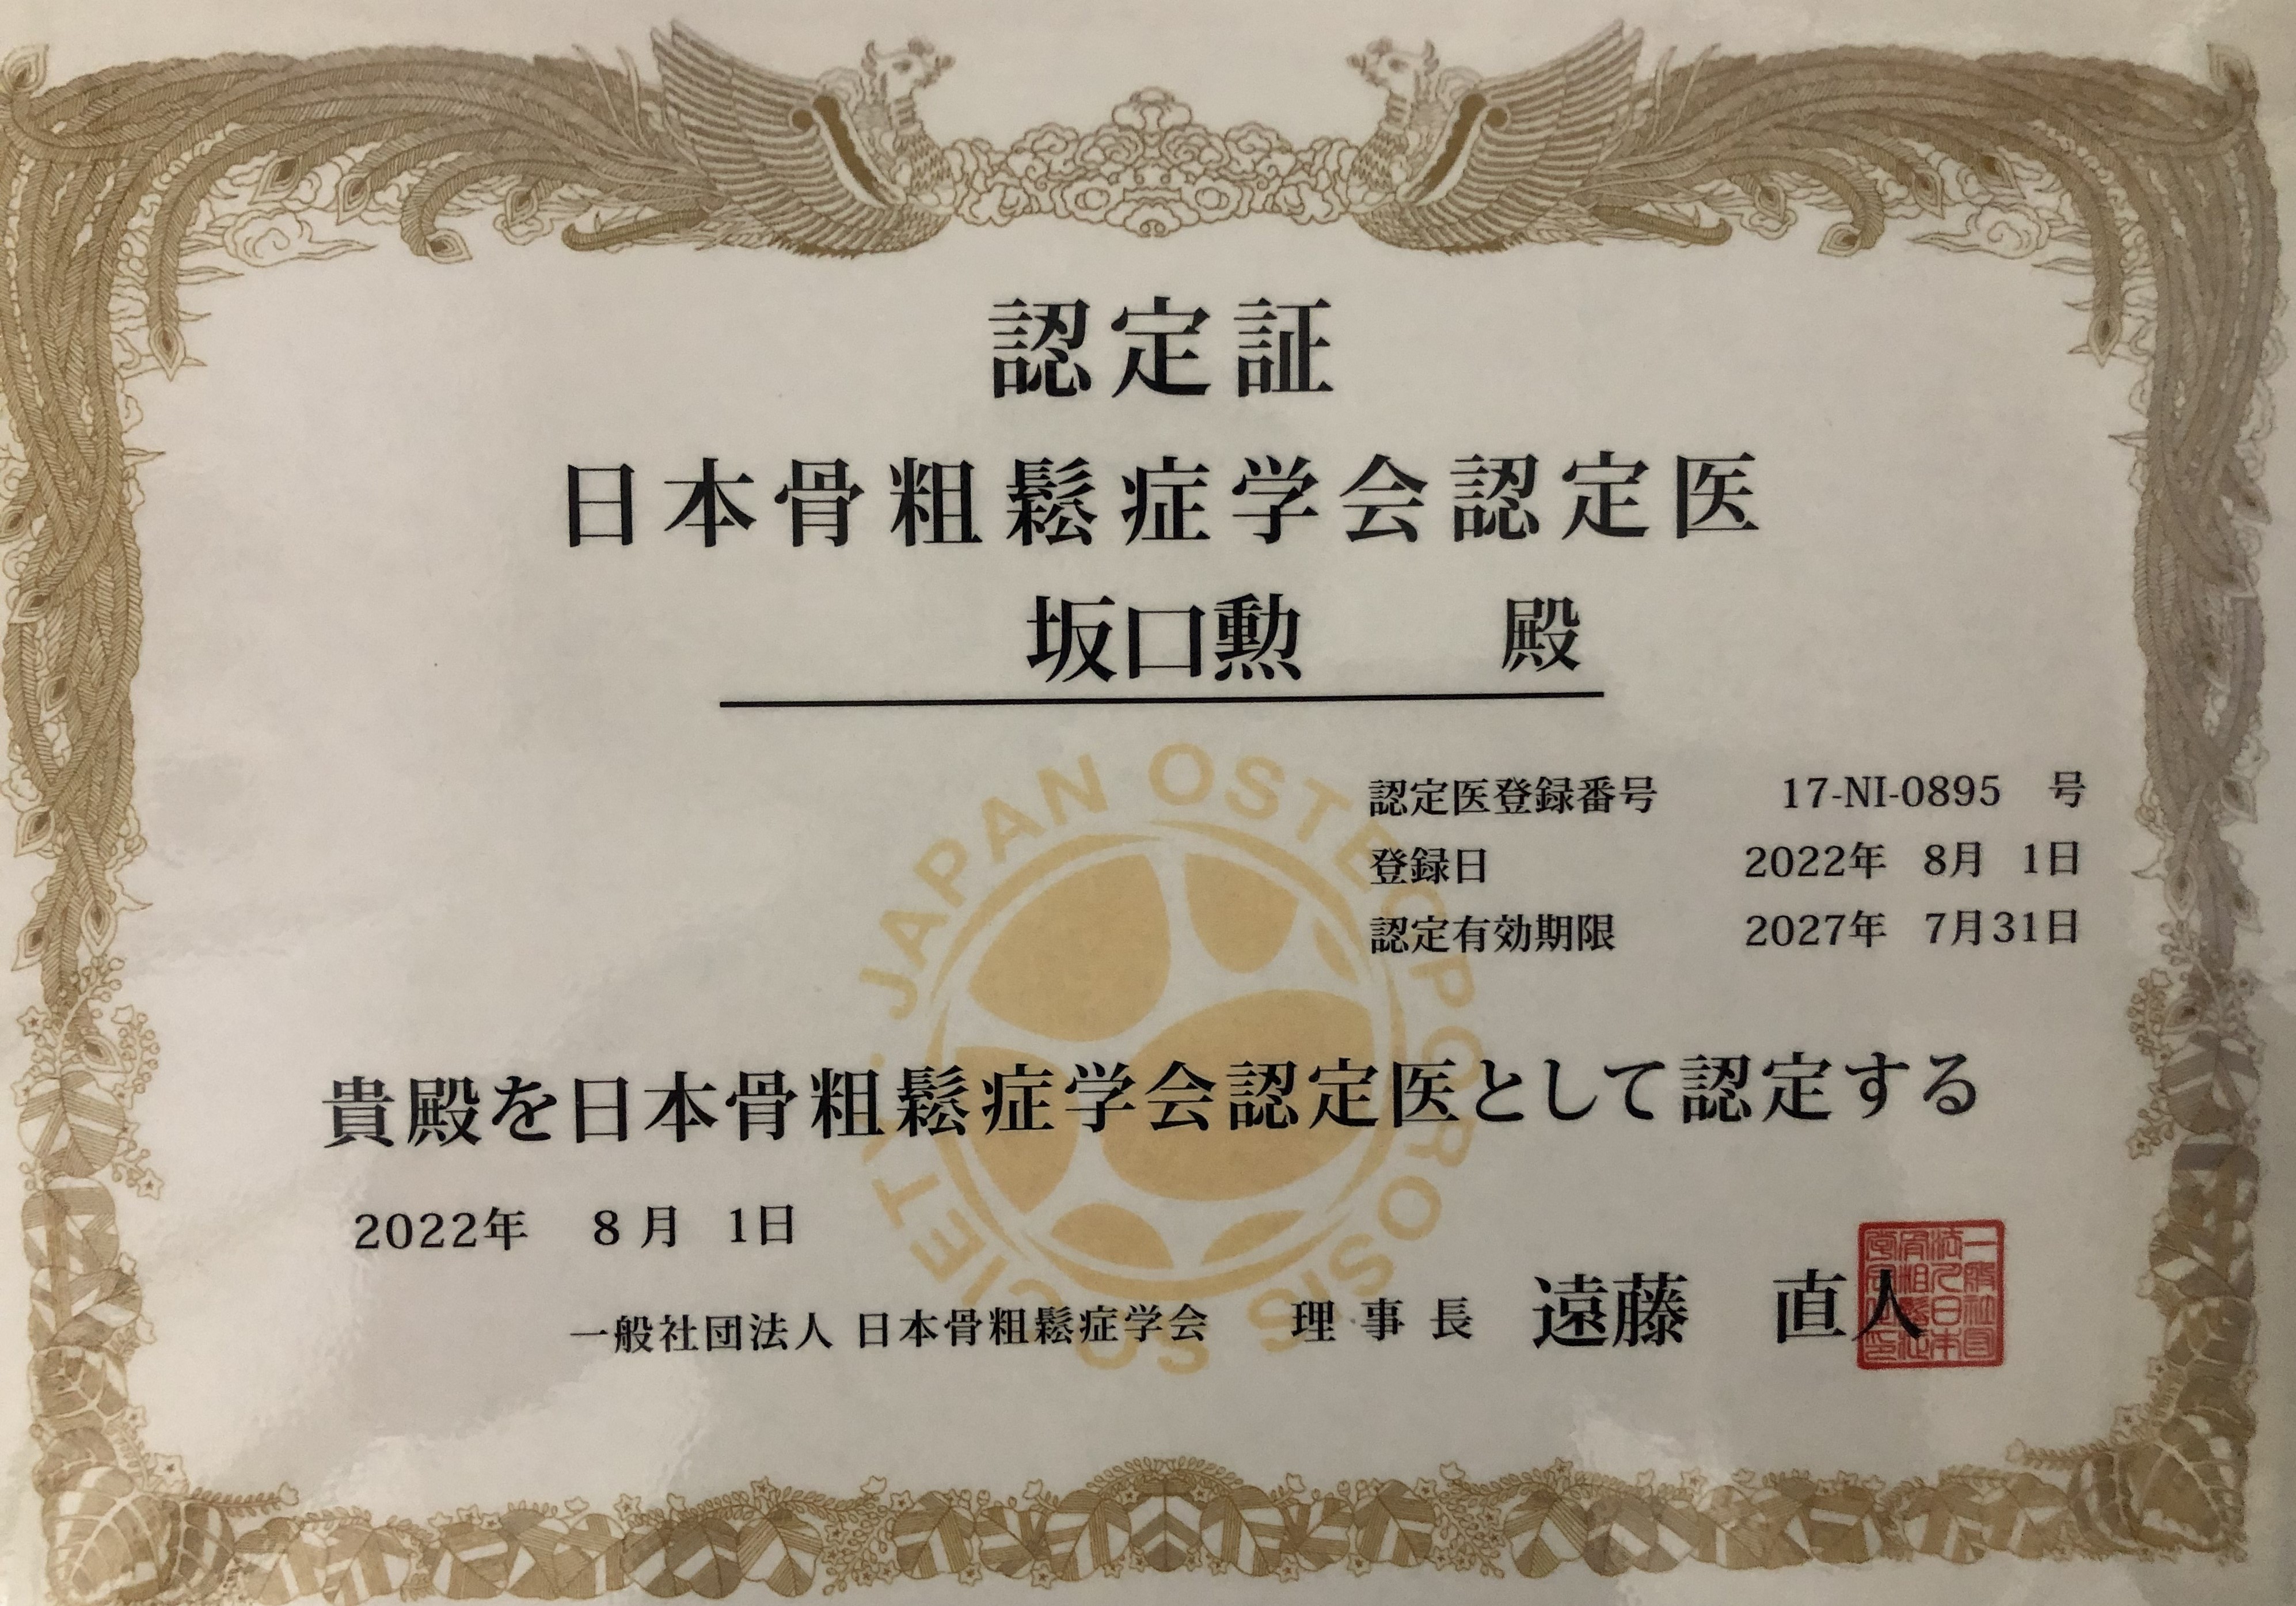 認定証
日本骨粗鬆症学会認定医
坂口勲 殿
認定医登録番号 17-NI-0895 号
登録日 2022年 8月 1日
認定有効期限 2027年 7月31日
貴殿を日本骨粗鬆症学会認定医として認定する
2022年 8月 1日
一般社団法人 日本骨粗鬆症学会 理事長 遠藤 直人
JAPAN OSTEOPOROSIS SOCIETY